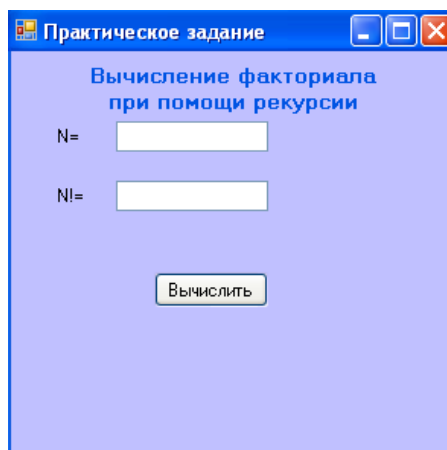 Практическое задание
Вычисление факториала
при помощи рекурсии
N=
N!=
Вычислить